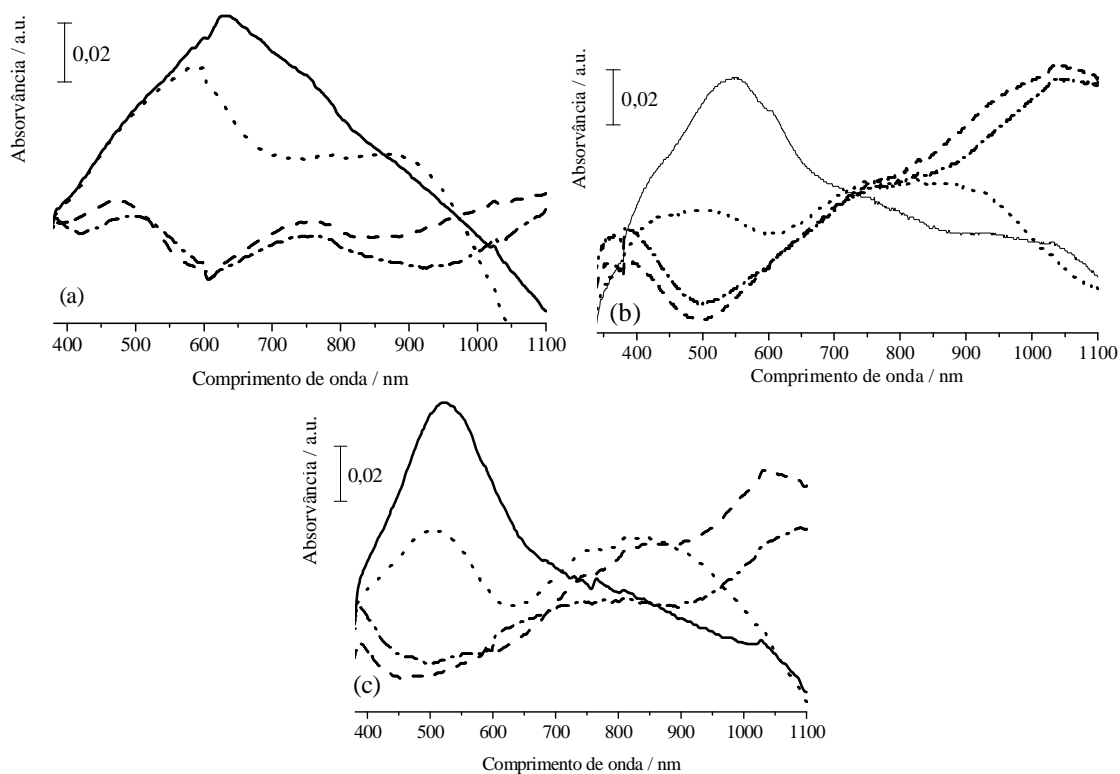 0,02
Absorvância / a.u.
(a)
400 500 600 700 800 900 1000 1100
Comprimento de onda / nm
0,02
Absorvância / a.u.
(b)
400 500 600 700 800 900 1000 1100
Comprimento de onda / nm
0,02
Absorvância / a.u.
(c)
400 500 600 700 800 900 1000 1100
Comprimento de onda / nm